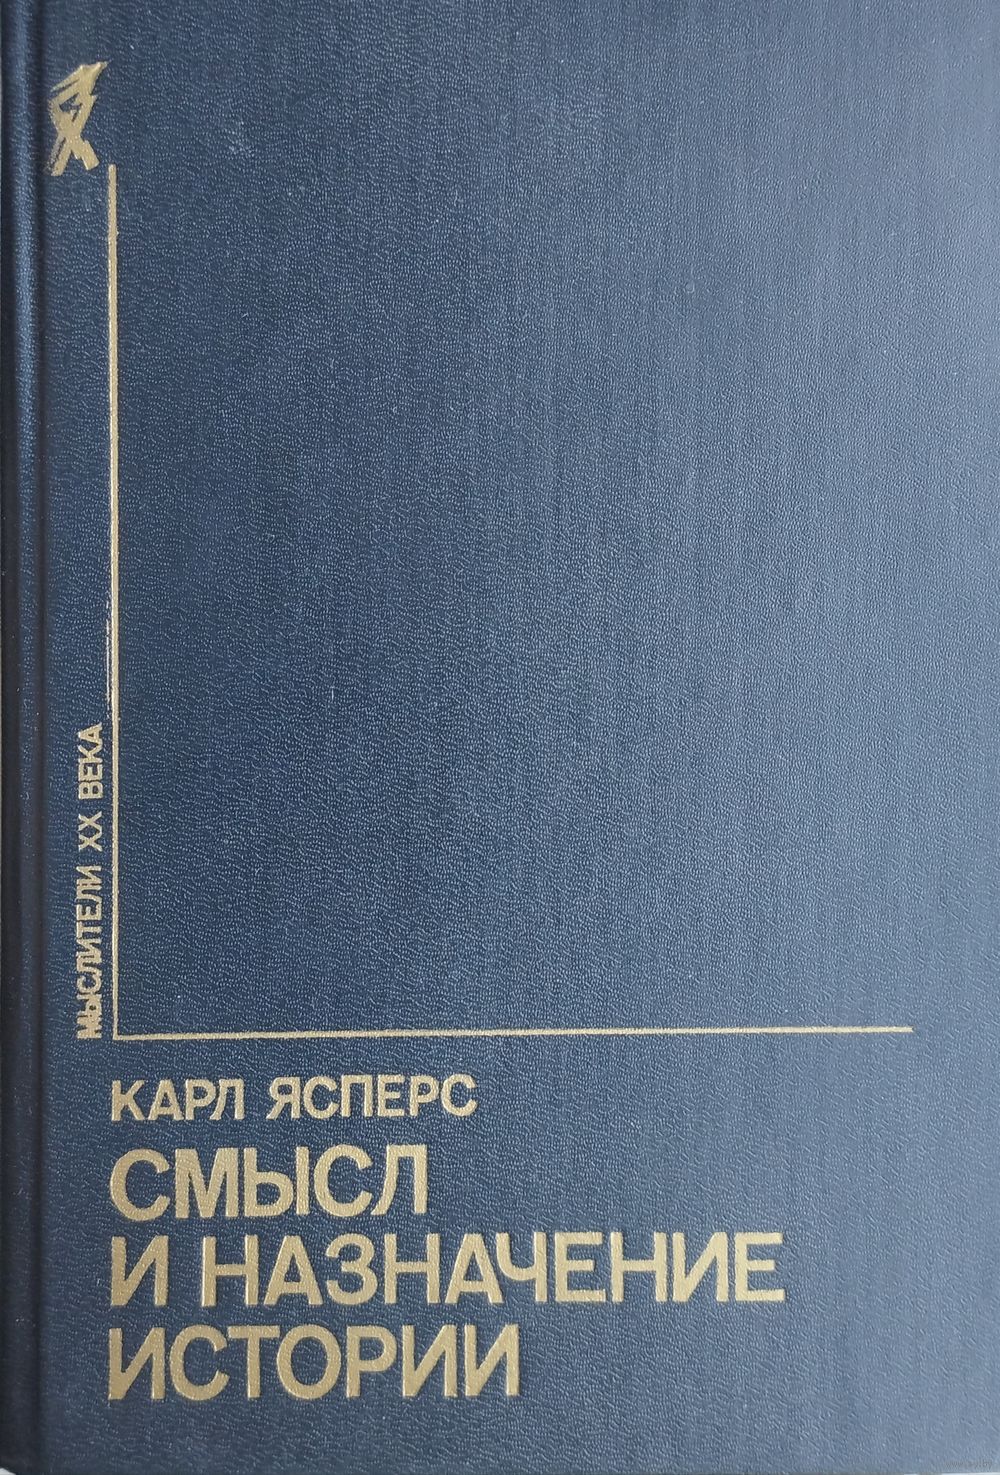 МЫСЛИТЕЛИ XX ВЕКА
КАРЛ ЯСПЕРС
СМЫСЛ
И НАЗНАЧЕНИЕ
ИСТОРИИ